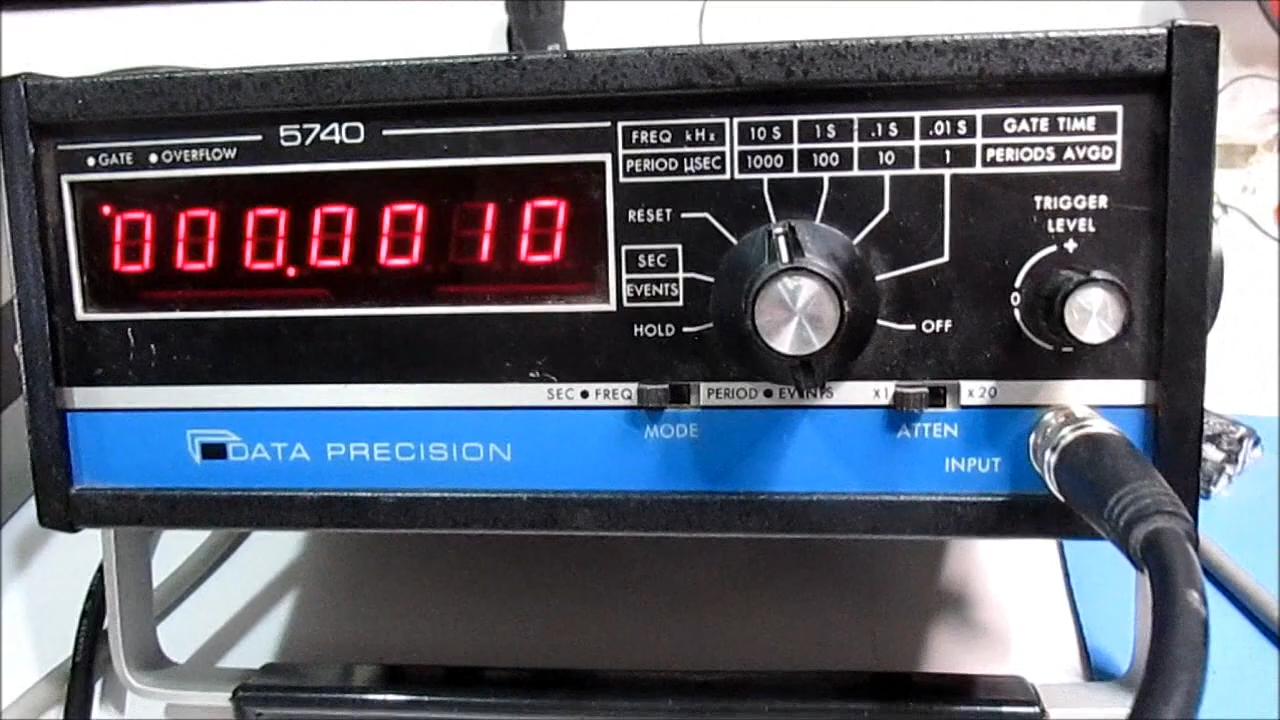 5740
GATE OVERFLOW
000.0010
FREQ kHz 10 S 1 S .1 S .01 S GATE TIME
PERIOD µSEC 1000 100 10 1 PERIODS AVGD
RESET
SEC
EVENTS
HOLD
OFF
TRIGGER
LEVEL
+
0
−
SEC • FREQ PERIOD • EVENTS x1 x20
MODE ATTEN
DATA PRECISION
INPUT